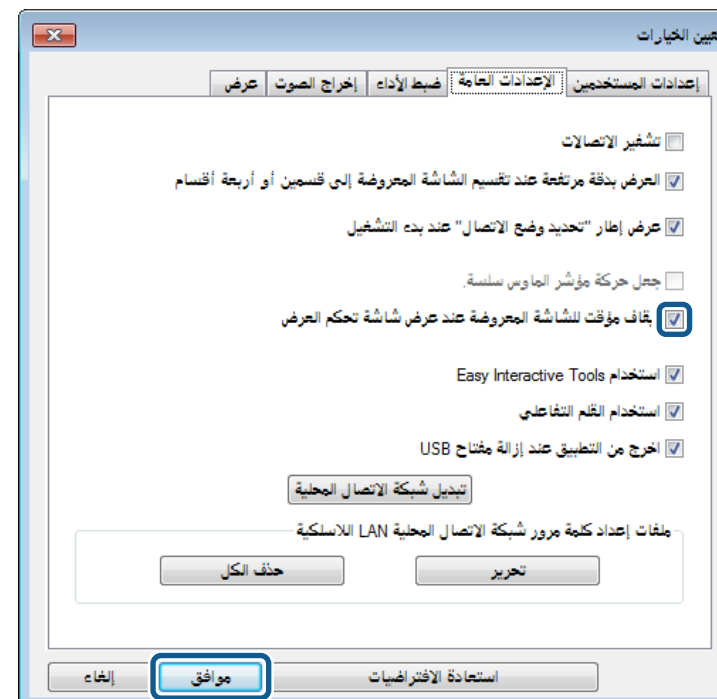 تعيين الخيارات
إعدادات المستخدمين الإعدادات العامة ضبط الأداء إخراج الصوت عرض
تشفير الاتصالات
العرض بدقة مرتفعة عند تقسيم الشاشة المعروضة إلى قسمين أو أربعة أقسام
عرض إطار "تحديد وضع الاتصال" عند بدء التشغيل
جعل حركة مؤشر الماوس سلسة.
يقاف مؤقت للشاشة المعروضة عند عرض شاشة تحكم العرض
استخدام Easy Interactive Tools
استخدام القلم التفاعلي
اخرج من التطبيق عند إزالة مفتاح USB
تبديل شبكة الاتصال المحلية
ملفات إعداد كلمة مرور شبكة الاتصال المحلية LAN اللاسلكية
تحرير حذف الكل
استعادة الافتراضيات موافق إلغاء